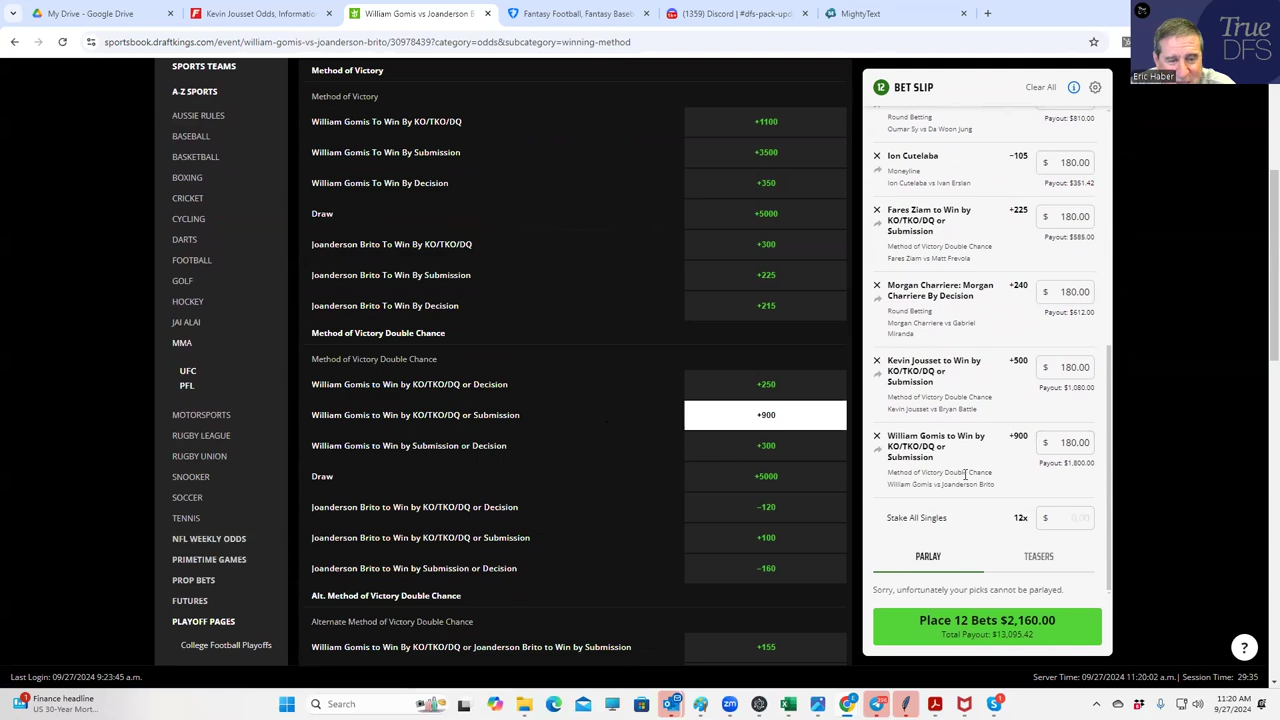 My Drive - Google Drive
Kevin Jousset Odds, Informatio
William Gomis vs Joanderson B
Fantasy Football, Fantasy Baseb
(1359) Discord | #dfs-pack-upd
MightyText
sportsbook.draftkings.com/event/william-gomis-vs-joanderson-brito/30978439?category=odds&subcategory=winning-method
True
DFS
Eric Haber
SPORTS TEAMS
A-Z SPORTS
AUSSIE RULES
BASEBALL
BASKETBALL
BOXING
CRICKET
CYCLING
DARTS
FOOTBALL
GOLF
HOCKEY
JAI ALAI
MMA
UFC
PFL
MOTORSPORTS
RUGBY LEAGUE
RUGBY UNION
SNOOKER
SOCCER
TENNIS
NFL WEEKLY ODDS
PRIMETIME GAMES
PROP BETS
FUTURES
PLAYOFF PAGES
College Football Playoffs
Method of Victory
Method of Victory
William Gomis To Win By KO/TKO/DQ +1100
William Gomis To Win By Submission +3500
William Gomis To Win By Decision +350
Draw +5000
Joanderson Brito To Win By KO/TKO/DQ +300
Joanderson Brito To Win By Submission +225
Joanderson Brito To Win By Decision +215
Method of Victory Double Chance
Method of Victory Double Chance
William Gomis to Win by KO/TKO/DQ or Decision +250
William Gomis to Win by KO/TKO/DQ or Submission +900
William Gomis to Win by Submission or Decision +300
Draw +5000
Joanderson Brito to Win by KO/TKO/DQ or Decision −120
Joanderson Brito to Win by KO/TKO/DQ or Submission +100
Joanderson Brito to Win by Submission or Decision −160
Alt. Method of Victory Double Chance
Alternate Method of Victory Double Chance
William Gomis to Win By KO/TKO/DQ or Joanderson Brito to Win by Submission +155
12 BET SLIP Clear All
Round Betting Payout: $810.00
Oumar Sy vs Da Woon Jung
Ion Cutelaba −105 $ 180.00
Moneyline
Ion Cutelaba vs Ivan Erslan Payout: $351.42
Fares Ziam to Win by +225 $ 180.00
KO/TKO/DQ or
Submission Payout: $585.00
Method of Victory Double Chance
Fares Ziam vs Matt Frevola
Morgan Charriere: Morgan +240 $ 180.00
Charriere By Decision
Round Betting Payout: $612.00
Morgan Charriere vs Gabriel
Miranda
Kevin Jousset to Win by +500 $ 180.00
KO/TKO/DQ or
Submission Payout: $1,080.00
Method of Victory Double Chance
Kevin Jousset vs Bryan Battle
William Gomis to Win by +900 $ 180.00
KO/TKO/DQ or
Submission Payout: $1,800.00
Method of Victory Double Chance
William Gomis vs Joanderson Brito
Stake All Singles 12x $ 0.00
PARLAY TEASERS
Sorry, unfortunately your picks cannot be parlayed.
Place 12 Bets $2,160.00
Total Payout: $13,095.42
?
Last Login: 09/27/2024 9:23:45 a.m.
Server Time: 09/27/2024 11:20:02 a.m.| Session Time: 29:35
Finance headline
US 30-Year Mort...
Search
11:20 AM
9/27/2024